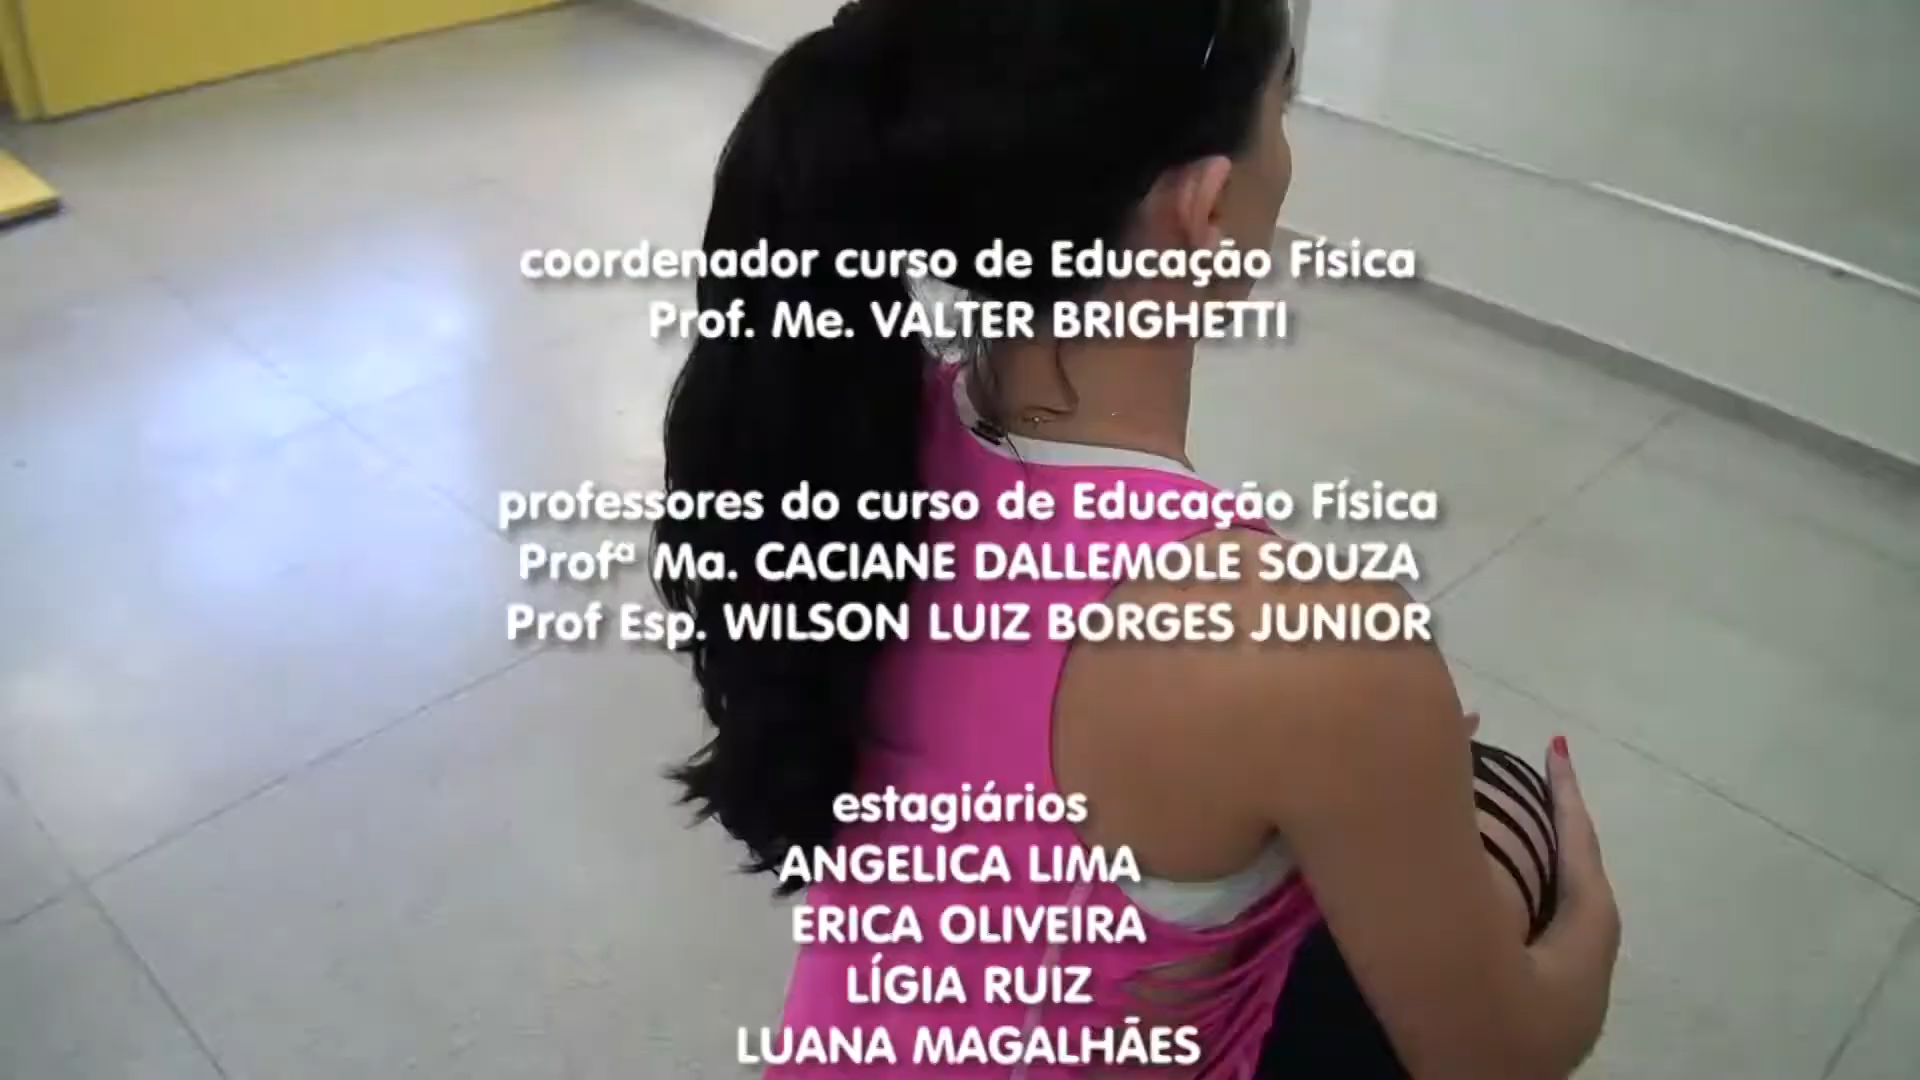 coordenador curso de Educação Física
Prof. Me. VALTER BRIGHETTI
professores do curso de Educação Física
Profª Ma. CACIANE DALLEMOLE SOUZA
Prof Esp. WILSON LUIZ BORGES JUNIOR
estagiários
ANGELICA LIMA
ERICA OLIVEIRA
LÍGIA RUIZ
LUANA MAGALHÃES